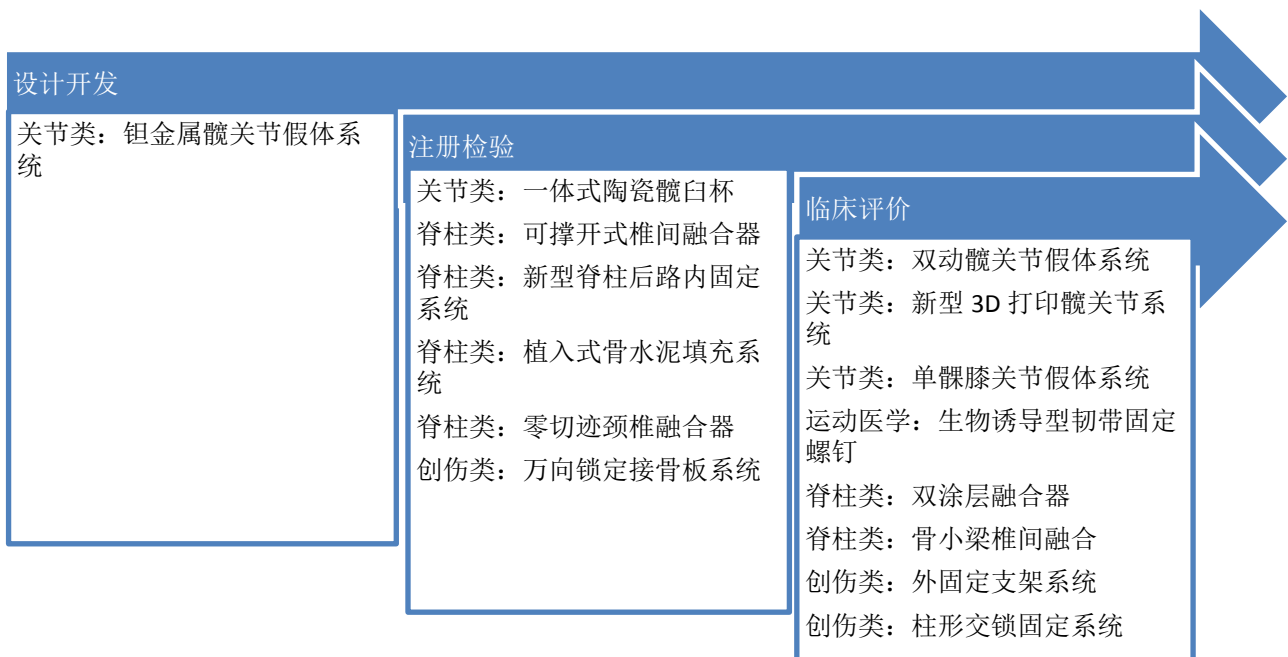 设计开发
关节类：钽金属髋关节假体系
统
注册检验
关节类：一体式陶瓷髋臼杯
脊柱类：可撑开式椎间融合器
脊柱类：新型脊柱后路内固定
系统
脊柱类：植入式骨水泥填充系
统
脊柱类：零切迹颈椎融合器
创伤类：万向锁定接骨板系统
临床评价
关节类：双动髋关节假体系统
关节类：新型 3D 打印髋关节系
统
关节类：单髁膝关节假体系统
运动医学：生物诱导型韧带固定
螺钉
脊柱类：双涂层融合器
脊柱类：骨小梁椎间融合
创伤类：外固定支架系统
创伤类：柱形交锁固定系统